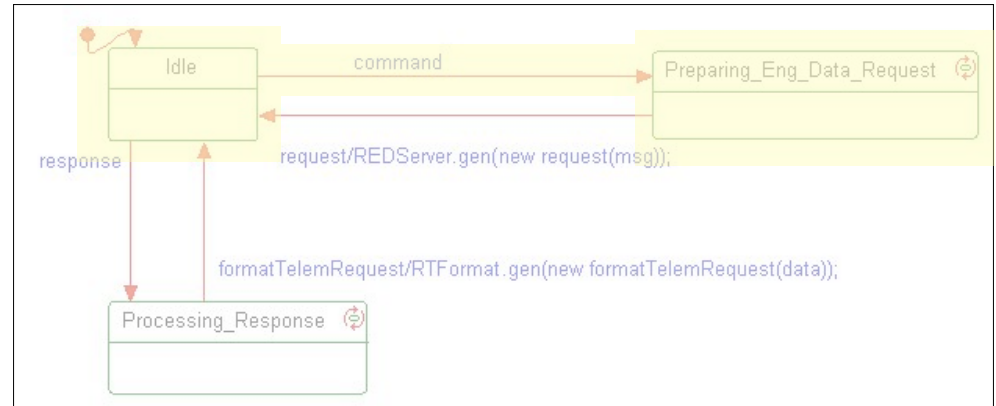 Idle
command
Preparing_Eng_Data_Request
response
request/REDServer.gen(new request(msg));
formatTelemRequest/RTFormat.gen(new formatTelemRequest(data));
Processing_Response